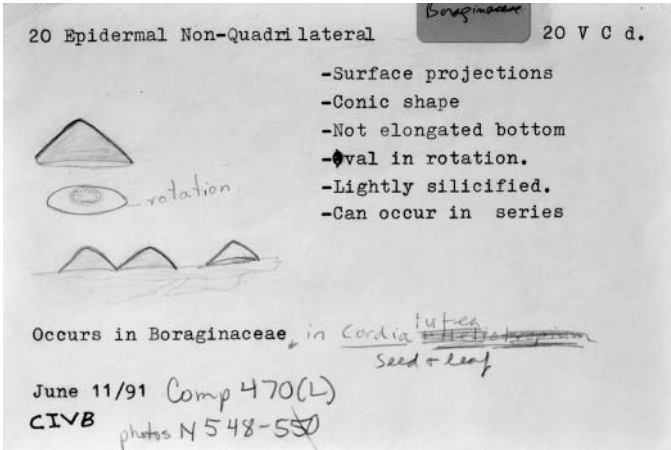 Boraginaceae
20 Epidermal Non-Quadrilateral 20 V C d.
-Surface projections
-Conic shape
-Not elongated bottom
-Oval in rotation.
-Lightly silicified.
-Can occur in series
rotation
Occurs in Boraginaceae, in Cordia lutea + Heliotropium
seed + leaf
June 11/91 Comp 470(L)
CIVB
photos N 548-550